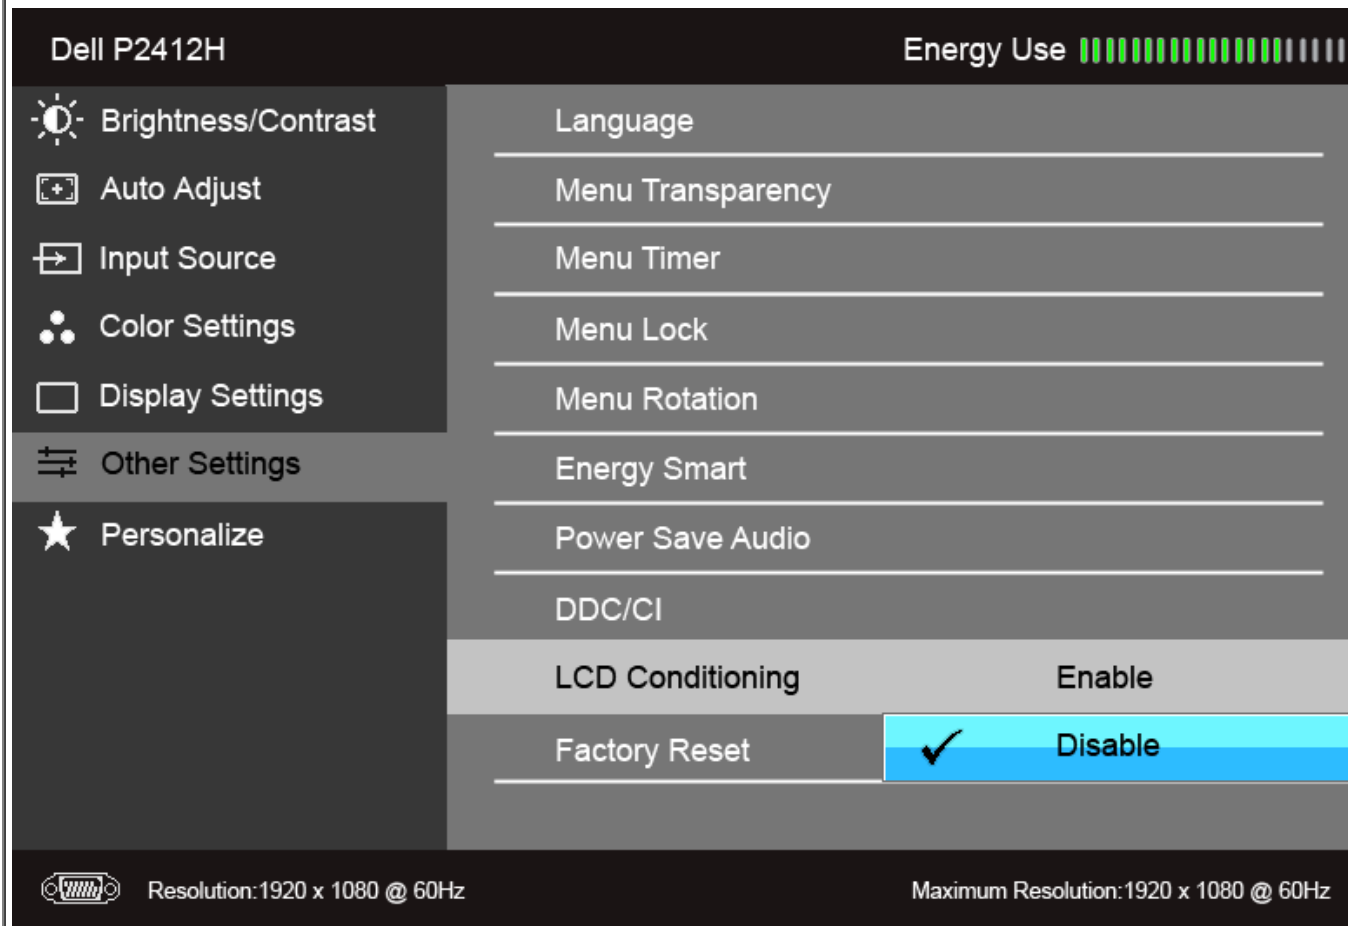 Dell P2412H Energy Use
Brightness/Contrast Language
Auto Adjust Menu Transparency
Input Source Menu Timer
Color Settings Menu Lock
Display Settings Menu Rotation
Other Settings Energy Smart
Personalize Power Save Audio
DDC/CI
LCD Conditioning Enable
Factory Reset Disable
Resolution:1920 x 1080 @ 60Hz Maximum Resolution:1920 x 1080 @ 60Hz